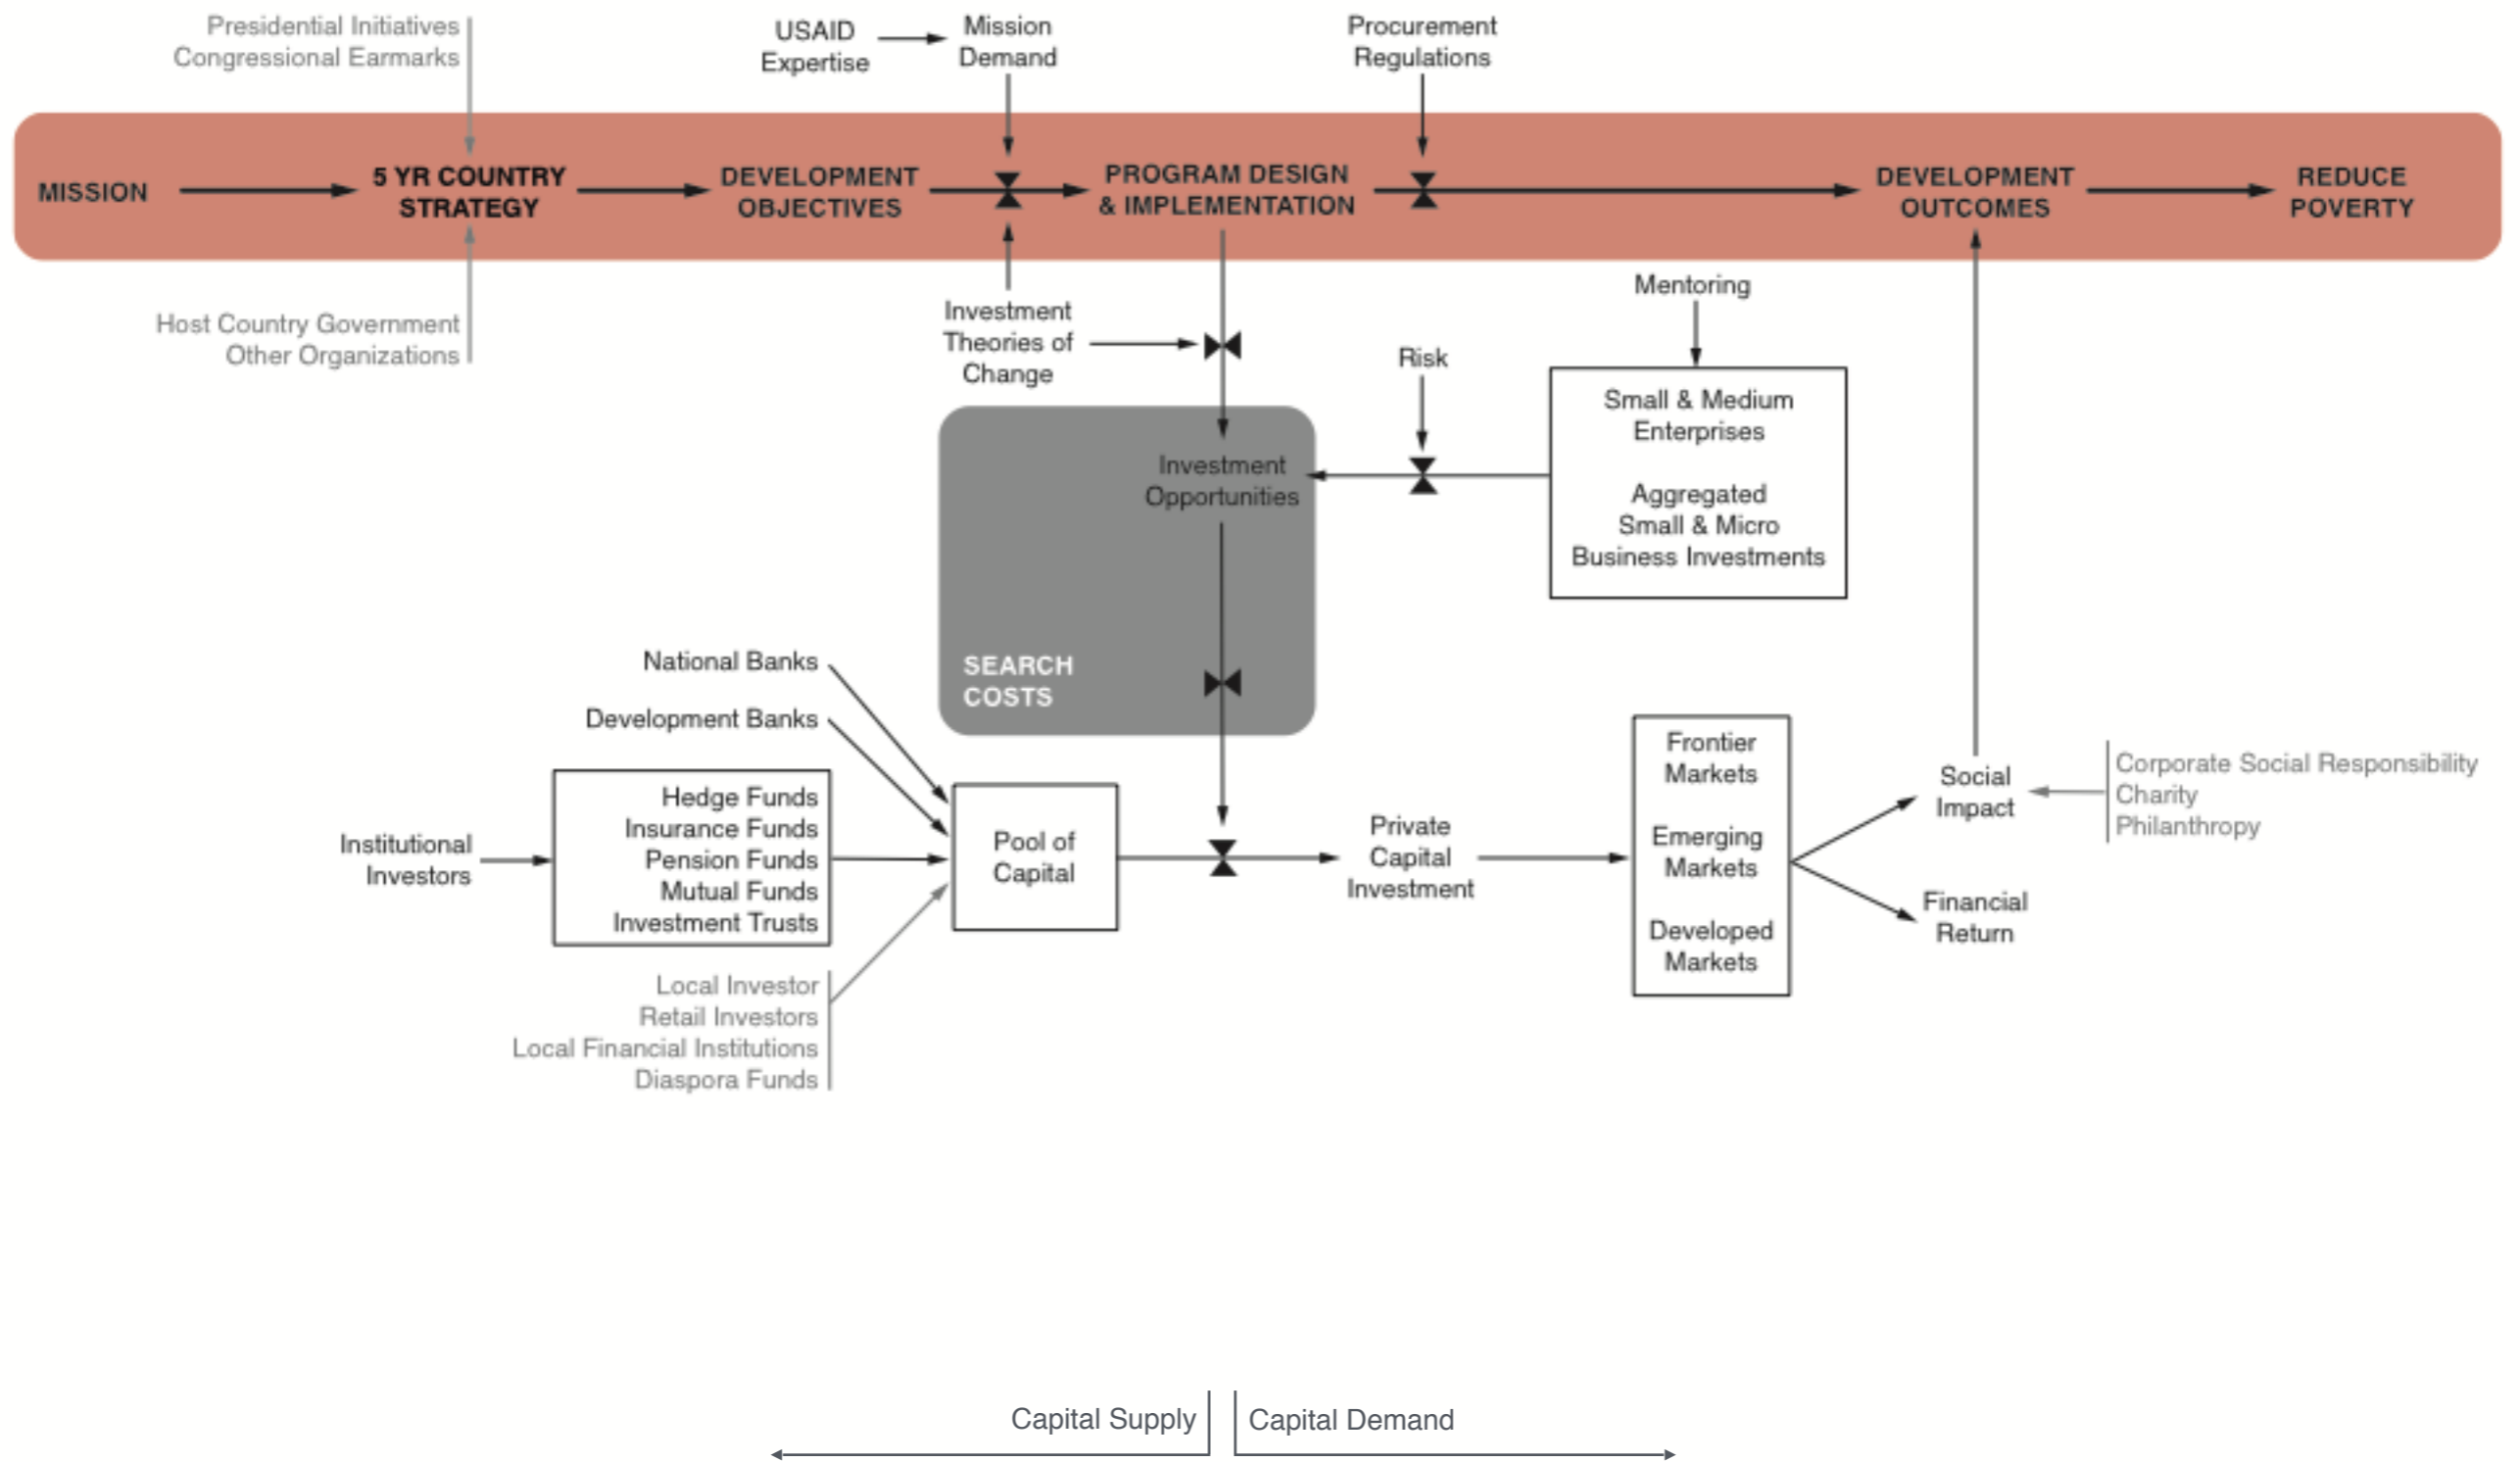 Presidential Initiatives
Congressional Earmarks
USAID
Expertise
Mission
Demand
Procurement
Regulations
MISSION
5 YR COUNTRY
STRATEGY
DEVELOPMENT
OBJECTIVES
PROGRAM DESIGN
& IMPLEMENTATION
DEVELOPMENT
OUTCOMES
REDUCE
POVERTY
Host Country Government
Other Organizations
Investment
Theories of
Change
Mentoring
Risk
Small & Medium
Enterprises
Aggregated
Small & Micro
Business Investments
Investment
Opportunities
SEARCH
COSTS
National Banks
Development Banks
Institutional
Investors
Hedge Funds
Insurance Funds
Pension Funds
Mutual Funds
Investment Trusts
Local Investor
Retail Investors
Local Financial Institutions
Diaspora Funds
Pool of
Capital
Private
Capital
Investment
Frontier
Markets
Emerging
Markets
Developed
Markets
Social
Impact
Financial
Return
Corporate Social Responsibility
Charity
Philanthropy
Capital Supply
Capital Demand